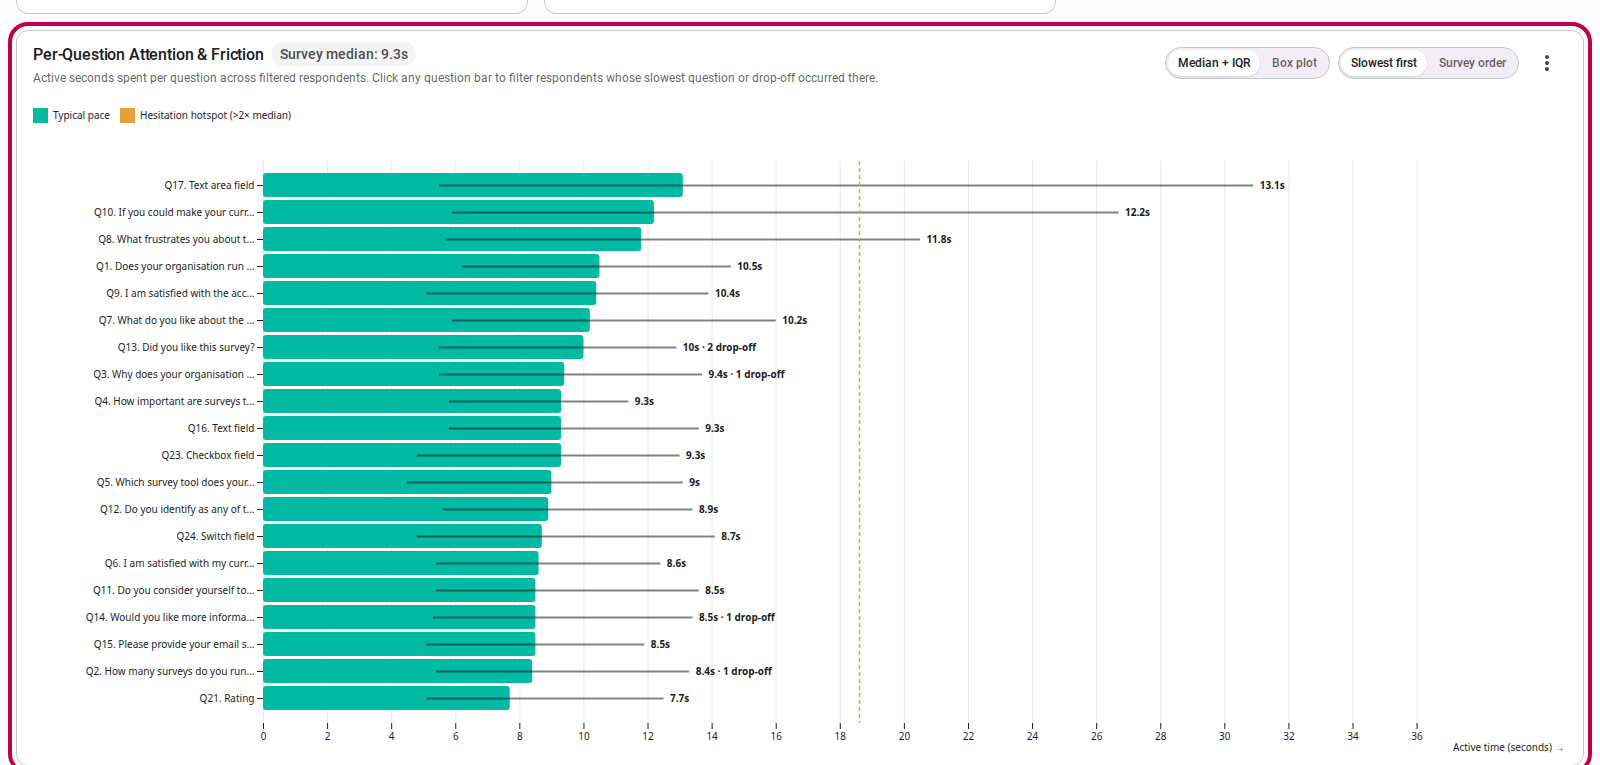 Per-Question Attention & Friction
Survey median: 9.3s
Median + IQR
Box plot
Slowest first
Survey order
Active seconds spent per question across filtered respondents. Click any question bar to filter respondents whose slowest question or drop-off occurred there.
Typical pace
Hesitation hotspot (>2× median)
Q17. Text area field 13.1s
Q10. If you could make your curr... 12.2s
Q8. What frustrates you about t... 11.8s
Q1. Does your organisation run ... 10.5s
Q9. I am satisfied with the acc... 10.4s
Q7. What do you like about the ... 10.2s
Q13. Did you like this survey? 10s · 2 drop-off
Q3. Why does your organisation ... 9.4s · 1 drop-off
Q4. How important are surveys t... 9.3s
Q16. Text field 9.3s
Q23. Checkbox field 9.3s
Q5. Which survey tool does your... 9s
Q12. Do you identify as any of t... 8.9s
Q24. Switch field 8.7s
Q6. I am satisfied with my curr... 8.6s
Q11. Do you consider yourself to... 8.5s
Q14. Would you like more informa... 8.5s · 1 drop-off
Q15. Please provide your email s... 8.5s
Q2. How many surveys do you run... 8.4s · 1 drop-off
Q21. Rating 7.7s
0 2 4 6 8 10 12 14 16 18 20 22 24 26 28 30 32 34 36
Active time (seconds) →